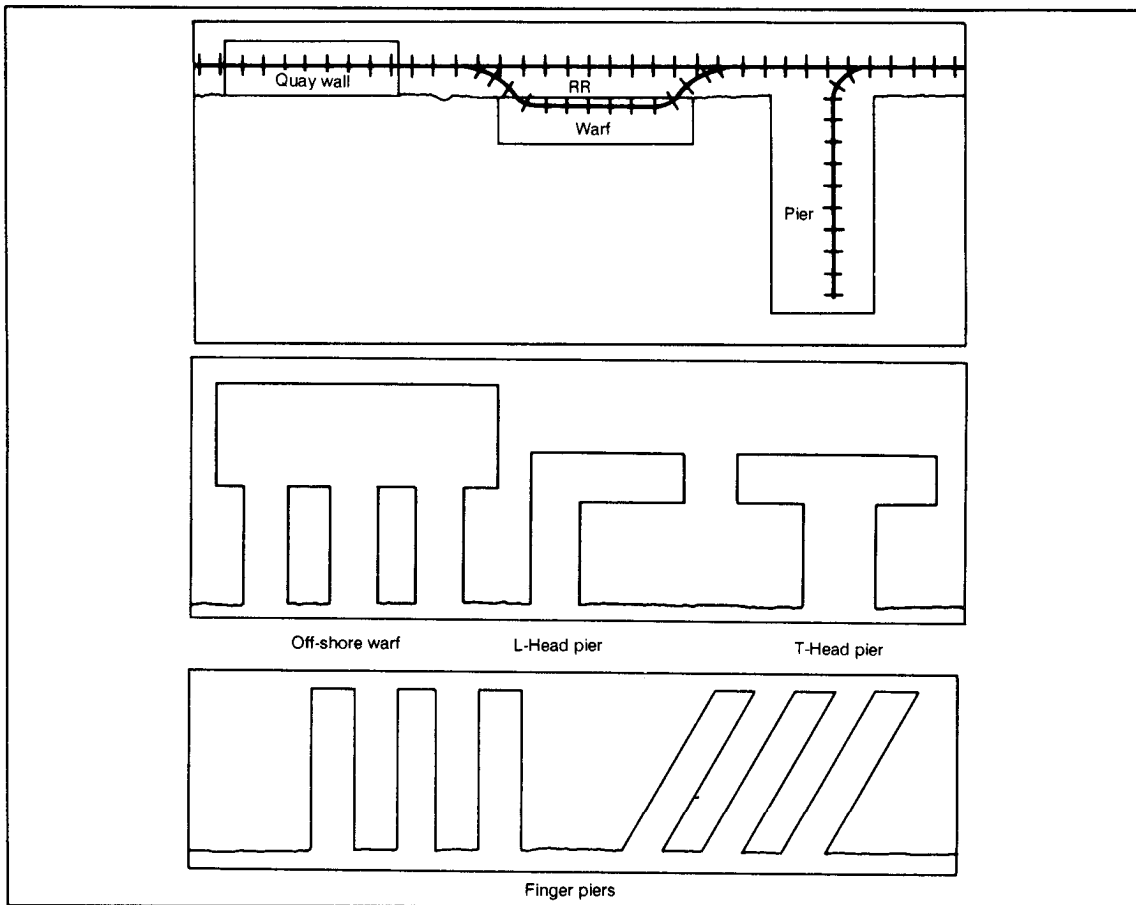 Quay wall
RR
Warf
Pier
Off-shore warf
L-Head pier
T-Head pier
Finger piers